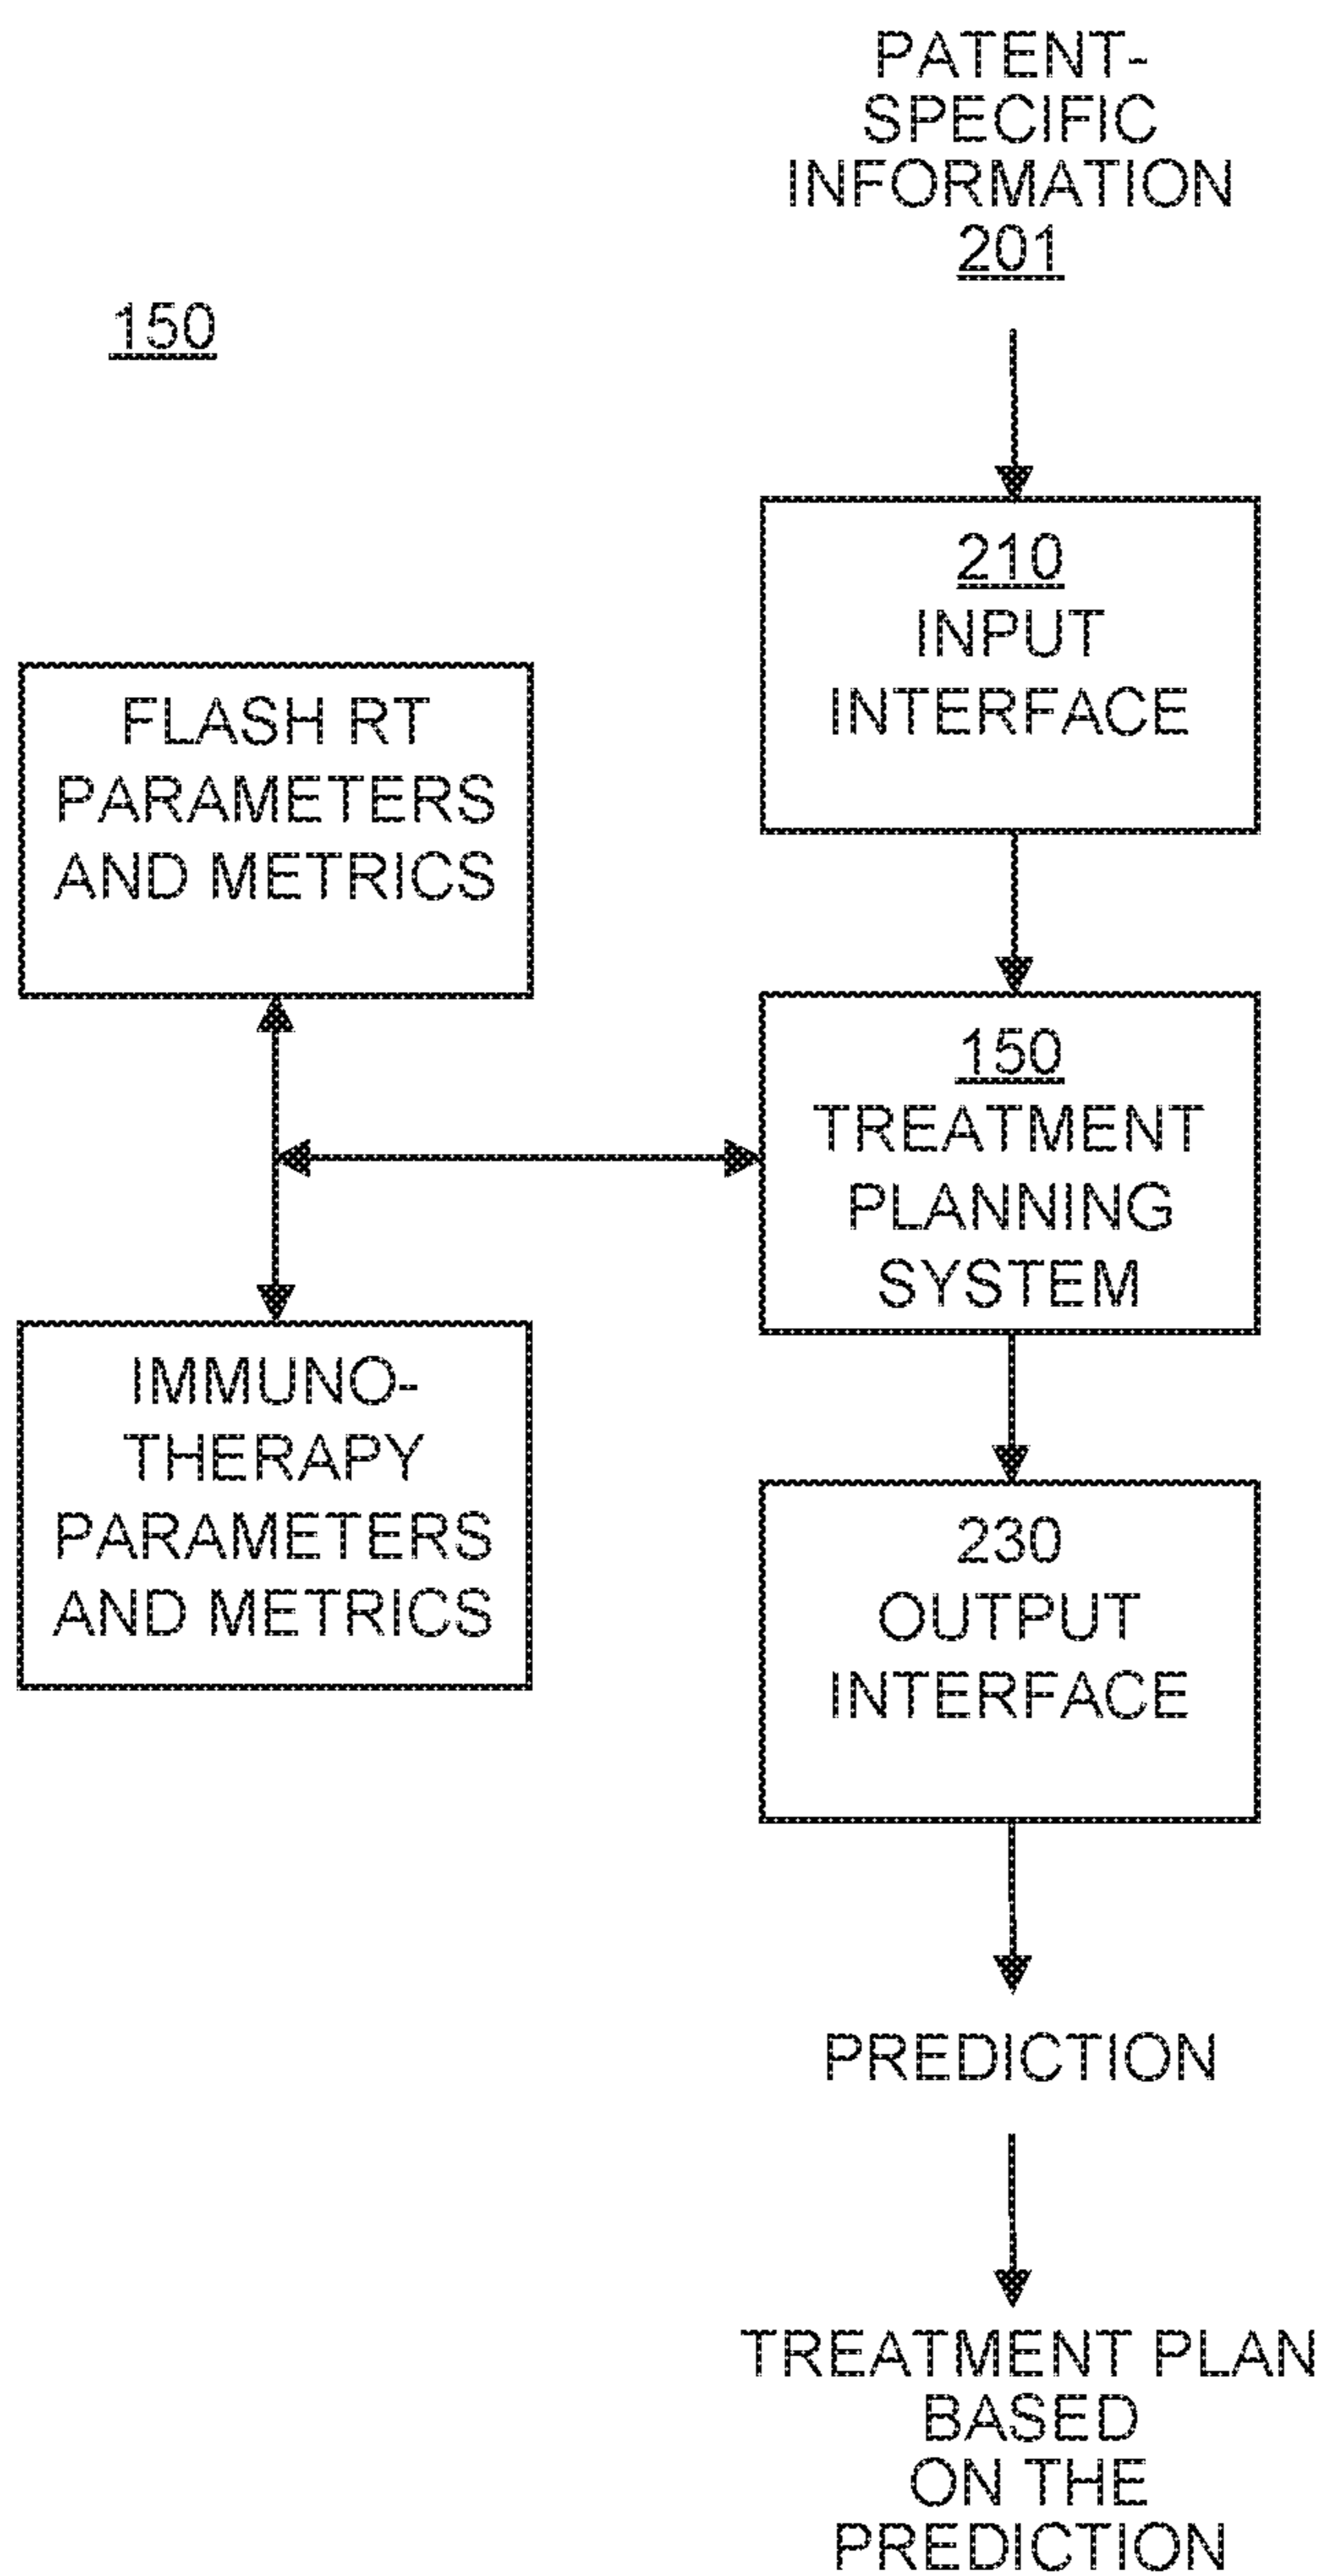 PATENT-
SPECIFIC
INFORMATION
201
150
210
INPUT
INTERFACE
FLASH RT
PARAMETERS
AND METRICS
150
TREATMENT
PLANNING
SYSTEM
IMMUNO-
THERAPY
PARAMETERS
AND METRICS
230
OUTPUT
INTERFACE
PREDICTION
TREATMENT PLAN
BASED
ON THE
PREDICTION